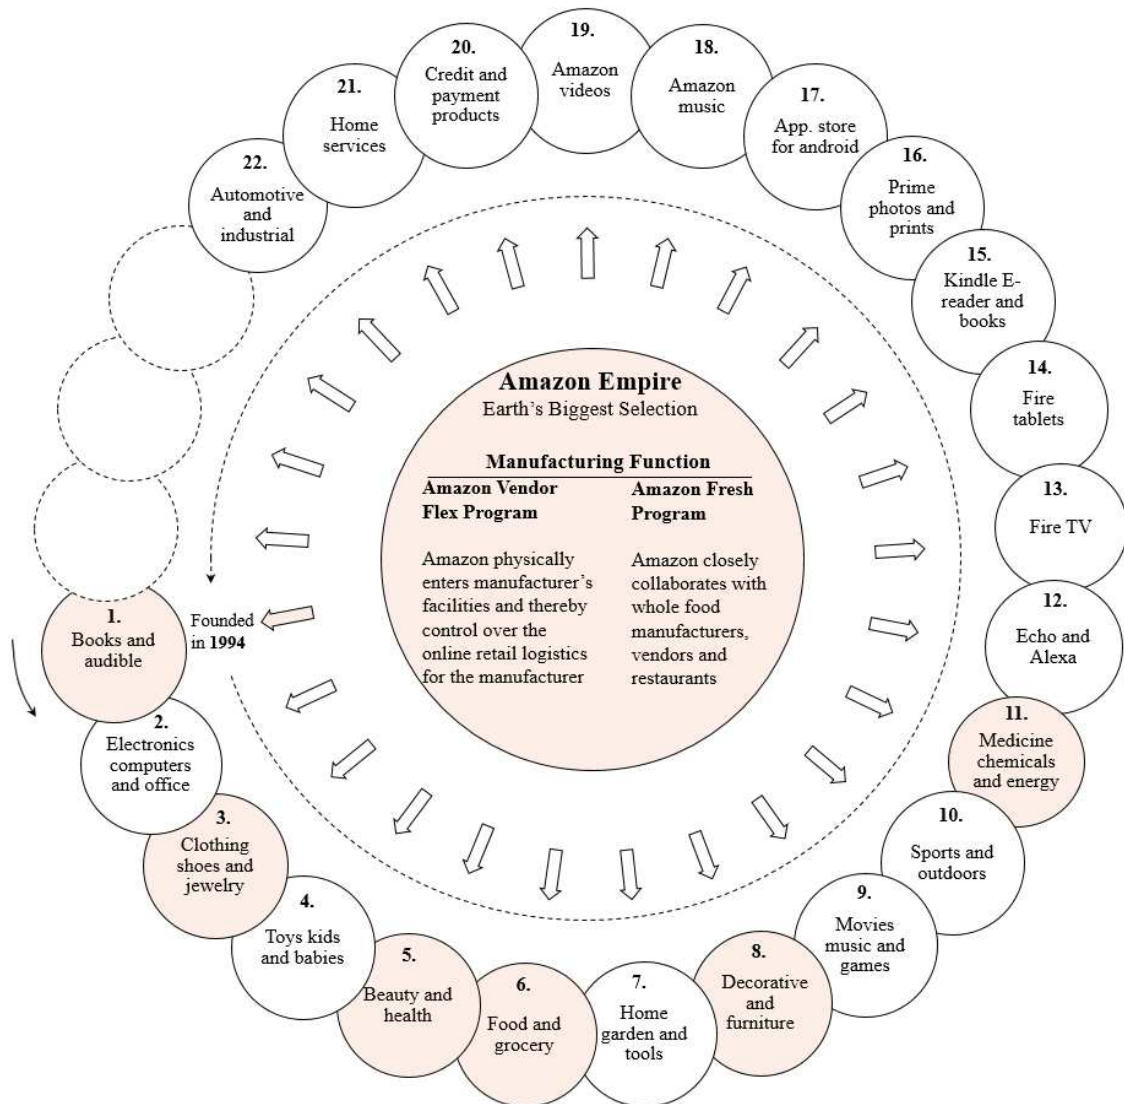 Amazon Empire
Earth's Biggest Selection
Manufacturing Function
Amazon Vendor
Flex Program
Amazon physically
enters manufacturer's
facilities and thereby
control over the
online retail logistics
for the manufacturer
Amazon Fresh
Program
Amazon closely
collaborates with
whole food
manufacturers,
vendors and
restaurants
Founded
in 1994
1.
Books and
audible
2.
Electronics
computers
and office
3.
Clothing
shoes and
jewelry
4.
Toys kids
and babies
5.
Beauty and
health
6.
Food and
grocery
7.
Home
garden and
tools
8.
Decorative
and
furniture
9.
Movies
music and
games
10.
Sports and
outdoors
11.
Medicine
chemicals
and energy
12.
Echo and
Alexa
13.
Fire TV
14.
Fire
tablets
15.
Kindle E-
reader and
books
16.
Prime
photos and
prints
17.
App. store
for android
18.
Amazon
music
19.
Amazon
videos
20.
Credit and
payment
products
21.
Home
services
22.
Automotive
and
industrial